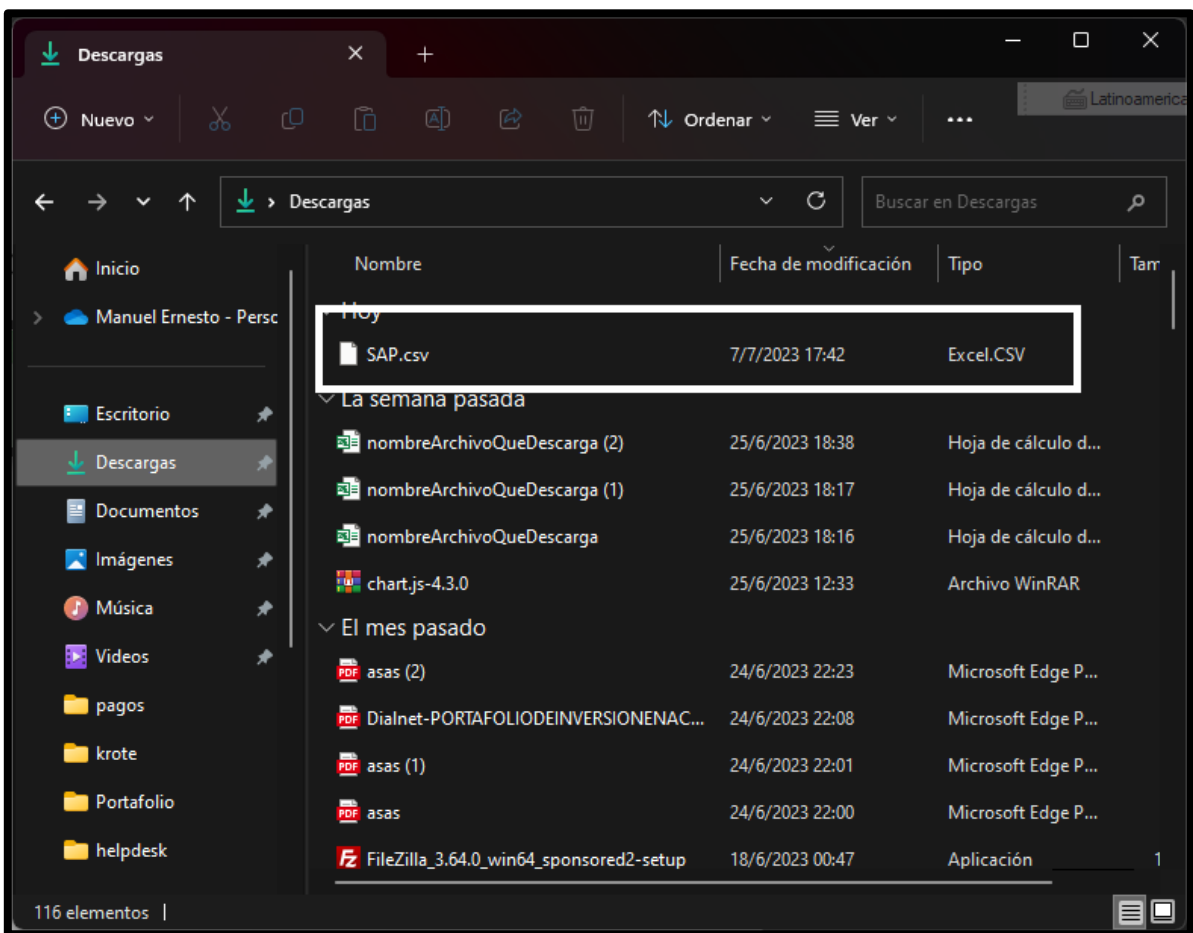 Descargas
Nuevo
Ordenar
Ver
Latinoamerica
Descargas
Buscar en Descargas
Nombre Fecha de modificación Tipo Tam
Inicio
Manuel Ernesto - Persc
Escritorio
Descargas
Documentos
Imágenes
Música
Videos
pagos
krote
Portafolio
helpdesk
Hoy
SAP.csv 7/7/2023 17:42 Excel.CSV
La semana pasada
nombreArchivoQueDescarga (2) 25/6/2023 18:38 Hoja de cálculo d...
nombreArchivoQueDescarga (1) 25/6/2023 18:17 Hoja de cálculo d...
nombreArchivoQueDescarga 25/6/2023 18:16 Hoja de cálculo d...
chart.js-4.3.0 25/6/2023 12:33 Archivo WinRAR
El mes pasado
PDF asas (2) 24/6/2023 22:23 Microsoft Edge P...
PDF Dialnet-PORTAFOLIODEINVERSIONENAC... 24/6/2023 22:08 Microsoft Edge P...
PDF asas (1) 24/6/2023 22:01 Microsoft Edge P...
PDF asas 24/6/2023 22:00 Microsoft Edge P...
Fz FileZilla_3.64.0_win64_sponsored2-setup 18/6/2023 00:47 Aplicación 1
116 elementos